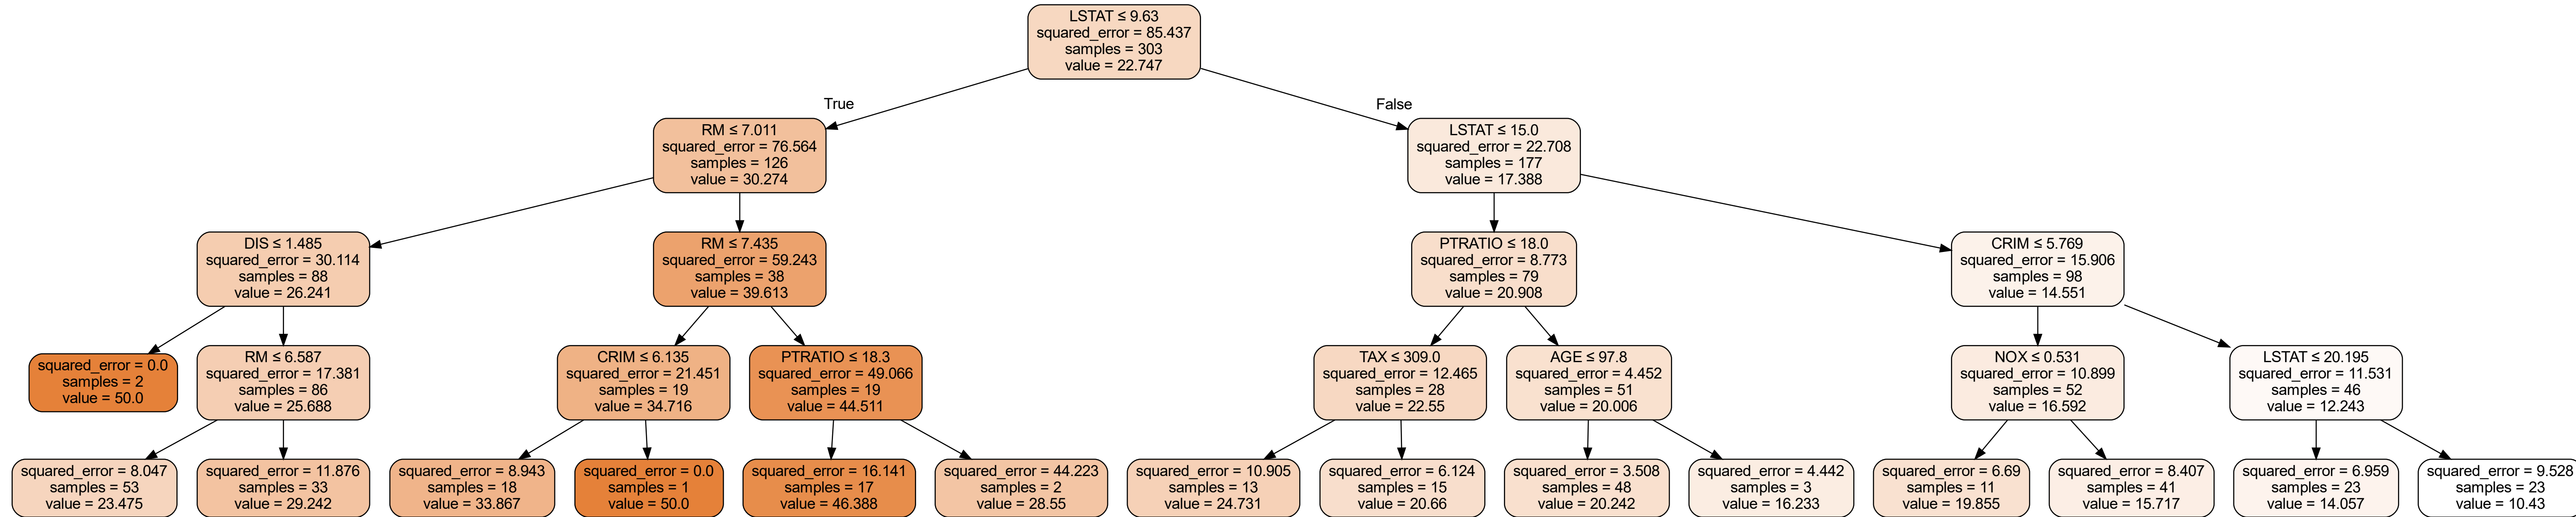 LSTAT ≤ 9.63
squared_error = 85.437
samples = 303
value = 22.747
True
False
RM ≤ 7.011
squared_error = 76.564
samples = 126
value = 30.274
LSTAT ≤ 15.0
squared_error = 22.708
samples = 177
value = 17.388
DIS ≤ 1.485
squared_error = 30.114
samples = 88
value = 26.241
RM ≤ 7.435
squared_error = 59.243
samples = 38
value = 39.613
PTRATIO ≤ 18.0
squared_error = 8.773
samples = 79
value = 20.908
CRIM ≤ 5.769
squared_error = 15.906
samples = 98
value = 14.551
squared_error = 0.0
samples = 2
value = 50.0
RM ≤ 6.587
squared_error = 17.381
samples = 86
value = 25.688
CRIM ≤ 6.135
squared_error = 21.451
samples = 19
value = 34.716
PTRATIO ≤ 18.3
squared_error = 49.066
samples = 19
value = 44.511
TAX ≤ 309.0
squared_error = 12.465
samples = 28
value = 22.55
AGE ≤ 97.8
squared_error = 4.452
samples = 51
value = 20.006
NOX ≤ 0.531
squared_error = 10.899
samples = 52
value = 16.592
LSTAT ≤ 20.195
squared_error = 11.531
samples = 46
value = 12.243
squared_error = 8.047
samples = 53
value = 23.475
squared_error = 11.876
samples = 33
value = 29.242
squared_error = 8.943
samples = 18
value = 33.867
squared_error = 0.0
samples = 1
value = 50.0
squared_error = 16.141
samples = 17
value = 46.388
squared_error = 44.223
samples = 2
value = 28.55
squared_error = 10.905
samples = 13
value = 24.731
squared_error = 6.124
samples = 15
value = 20.66
squared_error = 3.508
samples = 48
value = 20.242
squared_error = 4.442
samples = 3
value = 16.233
squared_error = 6.69
samples = 11
value = 19.855
squared_error = 8.407
samples = 41
value = 15.717
squared_error = 6.959
samples = 23
value = 14.057
squared_error = 9.528
samples = 23
value = 10.43